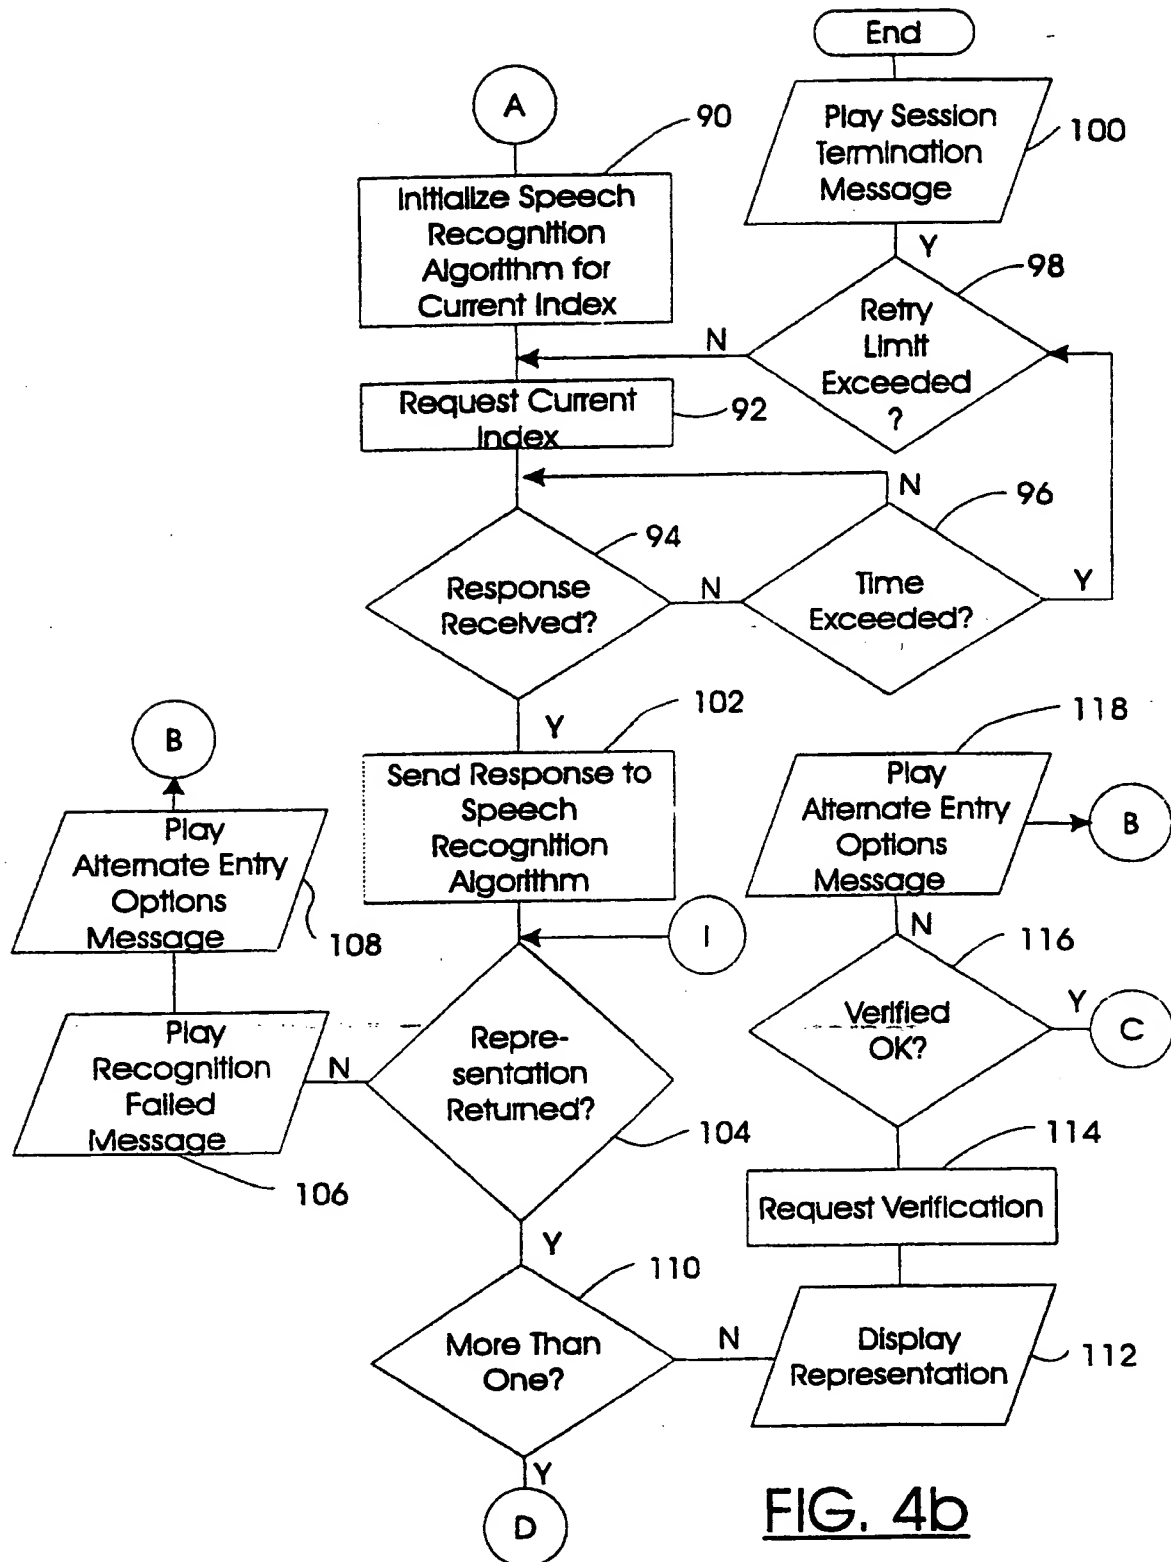 End
A
90
Play Session
Termination
Message
100
Initialize Speech
Recognition
Algorithm for
Current Index
Y
98
Retry
Limit
Exceeded
?
N
Request Current
Index
92
N
96
94
Response
Received?
N
Time
Exceeded?
Y
Y
102
118
B
Send Response to
Speech
Recognition
Algorithm
Play
Alternate Entry
Options
Message
B
Play
Alternate Entry
Options
Message
108
I
N
116
Verified
OK?
Y
C
Play
Recognition
Failed
Message
N
Repre-
sentation
Returned?
104
106
114
Request Verification
Y
110
More Than
One?
N
Display
Representation
112
Y
D
FIG. 4b